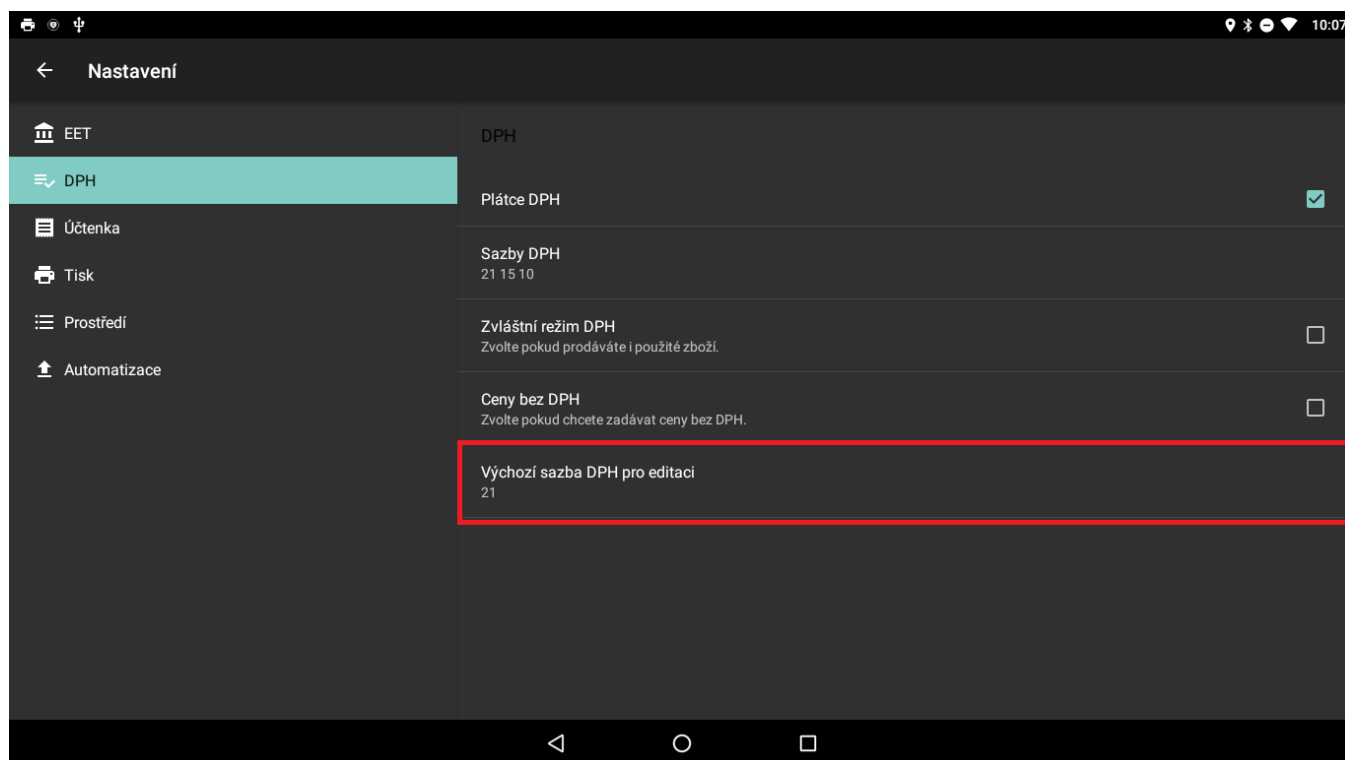 10:07
Nastavení
EET
DPH
Účtenka
Tisk
Prostředí
Automatizace
DPH
Plátce DPH
Sazby DPH
21 15 10
Zvláštní režim DPH
Zvolte pokud prodáváte i použité zboží.
Ceny bez DPH
Zvolte pokud chcete zadávat ceny bez DPH.
Výchozí sazba DPH pro editaci
21